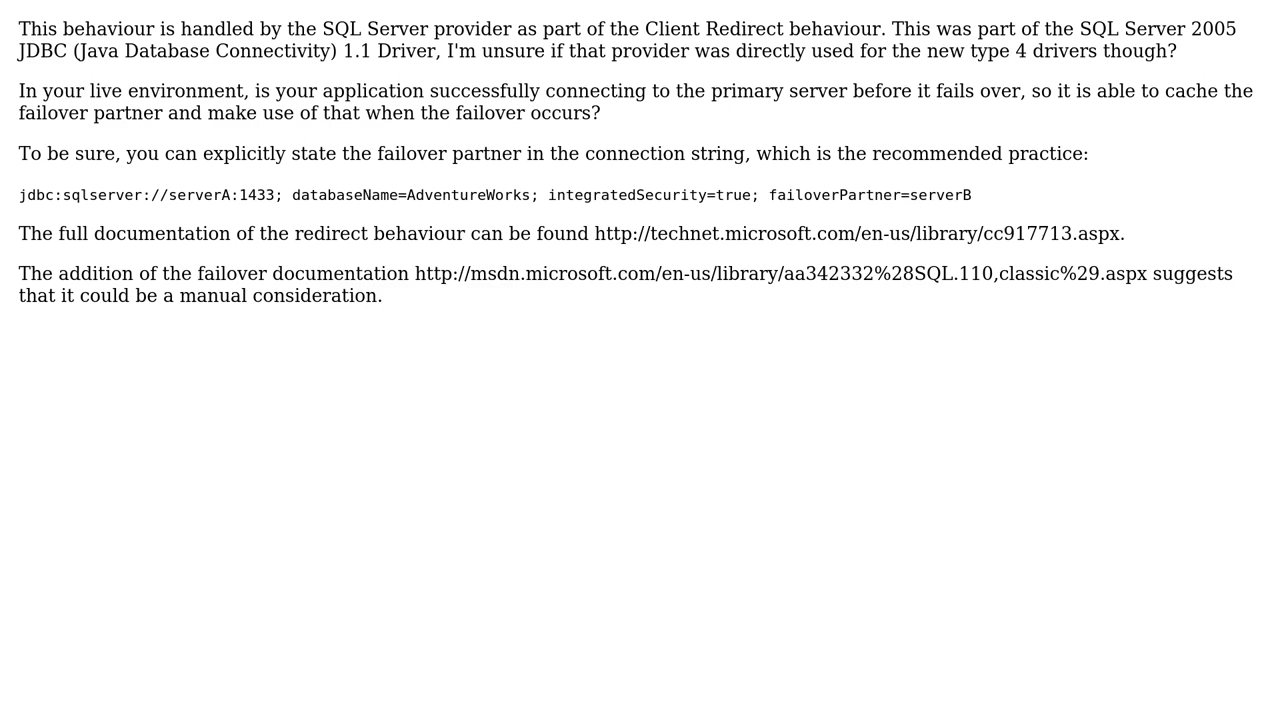 This behaviour is handled by the SQL Server provider as part of the Client Redirect behaviour. This was part of the SQL Server 2005
JDBC (Java Database Connectivity) 1.1 Driver, I'm unsure if that provider was directly used for the new type 4 drivers though?
In your live environment, is your application successfully connecting to the primary server before it fails over, so it is able to cache the
failover partner and make use of that when the failover occurs?
To be sure, you can explicitly state the failover partner in the connection string, which is the recommended practice:
jdbc:sqlserver://serverA:1433; databaseName=AdventureWorks; integratedSecurity=true; failoverPartner=serverB
The full documentation of the redirect behaviour can be found http://technet.microsoft.com/en-us/library/cc917713.aspx.
The addition of the failover documentation http://msdn.microsoft.com/en-us/library/aa342332%28SQL.110,classic%29.aspx suggests
that it could be a manual consideration.